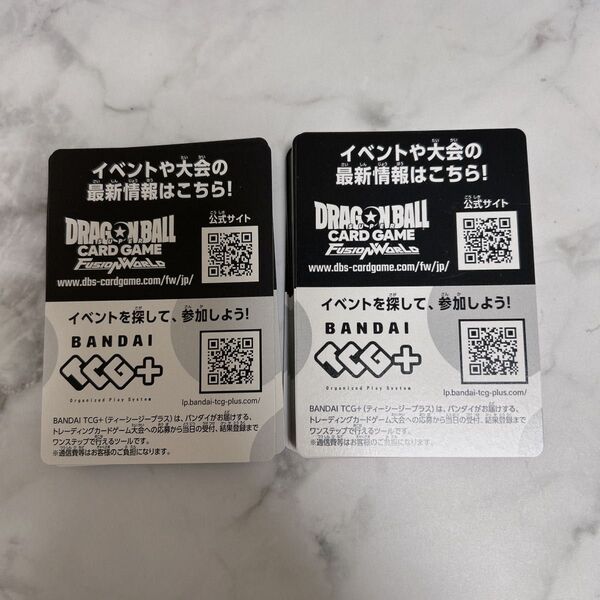 イベントや大会の
最新情報はこちら!
公式サイト
DRAGON BALL
SUPER
CARD GAME
FUSION WORLD
www.dbs-cardgame.com/fw/jp/
イベントを探して、参加しよう!
BANDAI
TCG+
Organized Play System
lp.bandai-tcg-plus.com/
BANDAI TCG+(ティーシージープラス)は、バンダイがお届けする、
トレーディングカードゲーム大会への応募から当日の受付、結果登録まで
ワンステップで行えるツールです。
※通信費等はお客様のご負担になります。
イベントや大会の
最新情報はこちら!
公式サイト
DRAGON BALL
SUPER
CARD GAME
FUSION WORLD
www.dbs-cardgame.com/fw/jp/
イベントを探して、参加しよう!
BANDAI
TCG+
Organized Play System
lp.bandai-tcg-plus.com/
BANDAI TCG+(ティーシージープラス)は、バンダイがお届けする、
トレーディングカードゲーム大会への応募から当日の受付、結果登録まで
ワンステップで行えるツールです。
※通信費等はお客様のご負担になります。